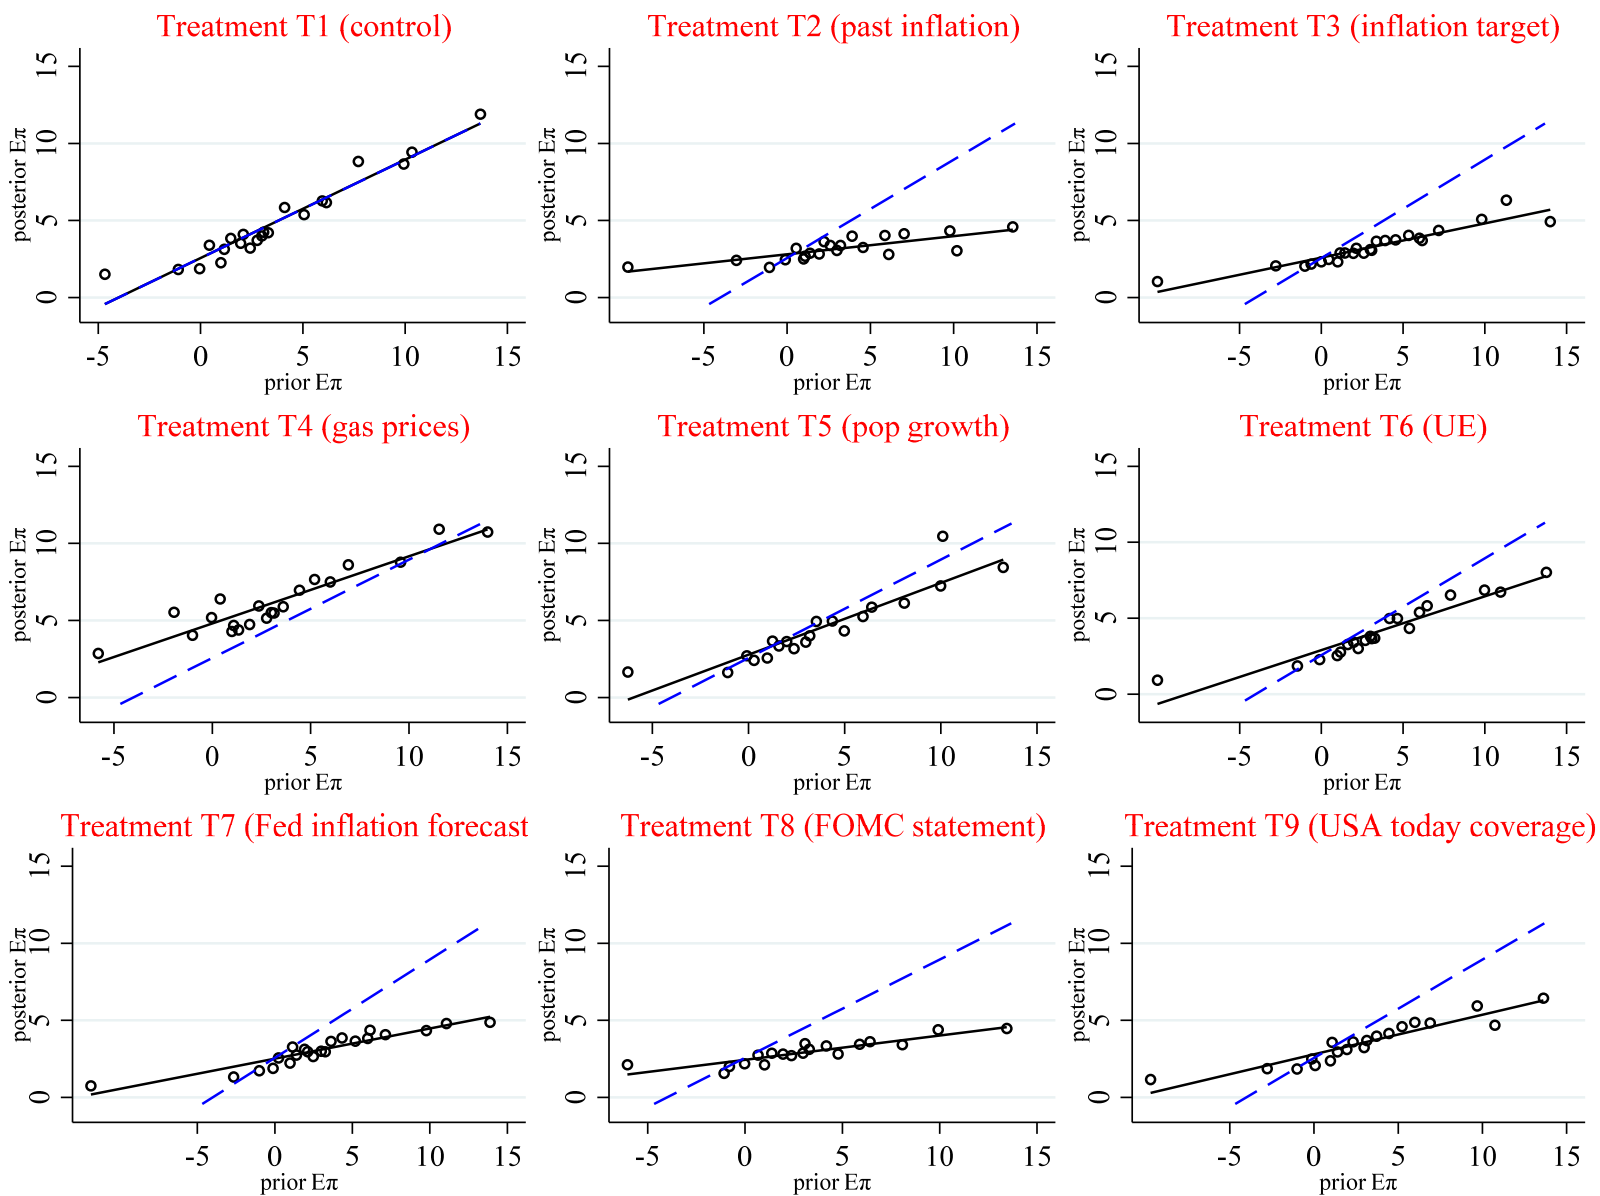 Treatment T1 (control)
posterior Eπ
15
10
5
0
-5 0 5 10 15
prior Eπ
Treatment T2 (past inflation)
posterior Eπ
15
10
5
0
-5 0 5 10 15
prior Eπ
Treatment T3 (inflation target)
posterior Eπ
15
10
5
0
-5 0 5 10 15
prior Eπ
Treatment T4 (gas prices)
posterior Eπ
15
10
5
0
-5 0 5 10 15
prior Eπ
Treatment T5 (pop growth)
posterior Eπ
15
10
5
0
-5 0 5 10 15
prior Eπ
Treatment T6 (UE)
posterior Eπ
15
10
5
0
-5 0 5 10 15
prior Eπ
Treatment T7 (Fed inflation forecast
posterior Eπ
15
10
5
0
-5 0 5 10 15
prior Eπ
Treatment T8 (FOMC statement)
posterior Eπ
15
10
5
0
-5 0 5 10 15
prior Eπ
Treatment T9 (USA today coverage)
posterior Eπ
15
10
5
0
-5 0 5 10 15
prior Eπ